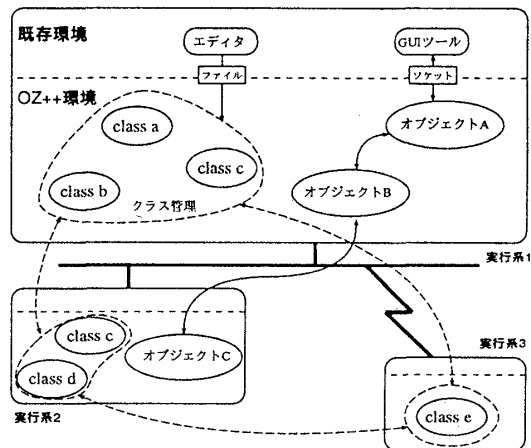 既存環境
エディタ
GUIツール
ファイル
ソケット
OZ++環境
class a
オブジェクトA
class c
class b
オブジェクトB
クラス管理
実行系1
class c
オブジェクトC
class d
実行系2
実行系3
class e